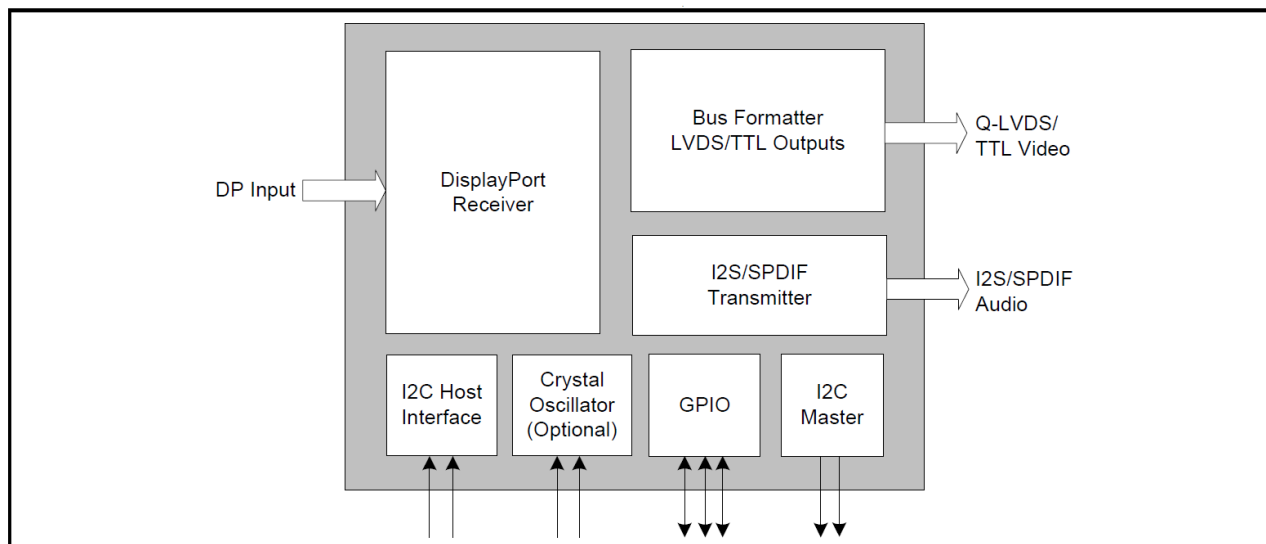 DP Input
DisplayPort
Receiver
Bus Formatter
LVDS/TTL Outputs
Q-LVDS/
TTL Video
I2S/SPDIF
Transmitter
I2S/SPDIF
Audio
I2C Host
Interface
Crystal
Oscillator
(Optional)
GPIO
I2C
Master